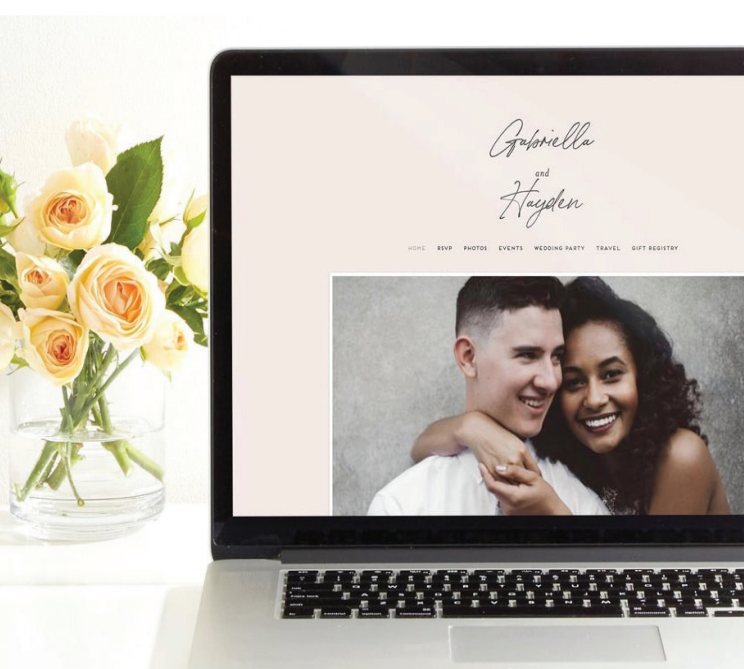 Gabriella
and
Hayden
HOME RSVP PHOTOS EVENTS WEDDING PARTY TRAVEL GIFT REGISTRY